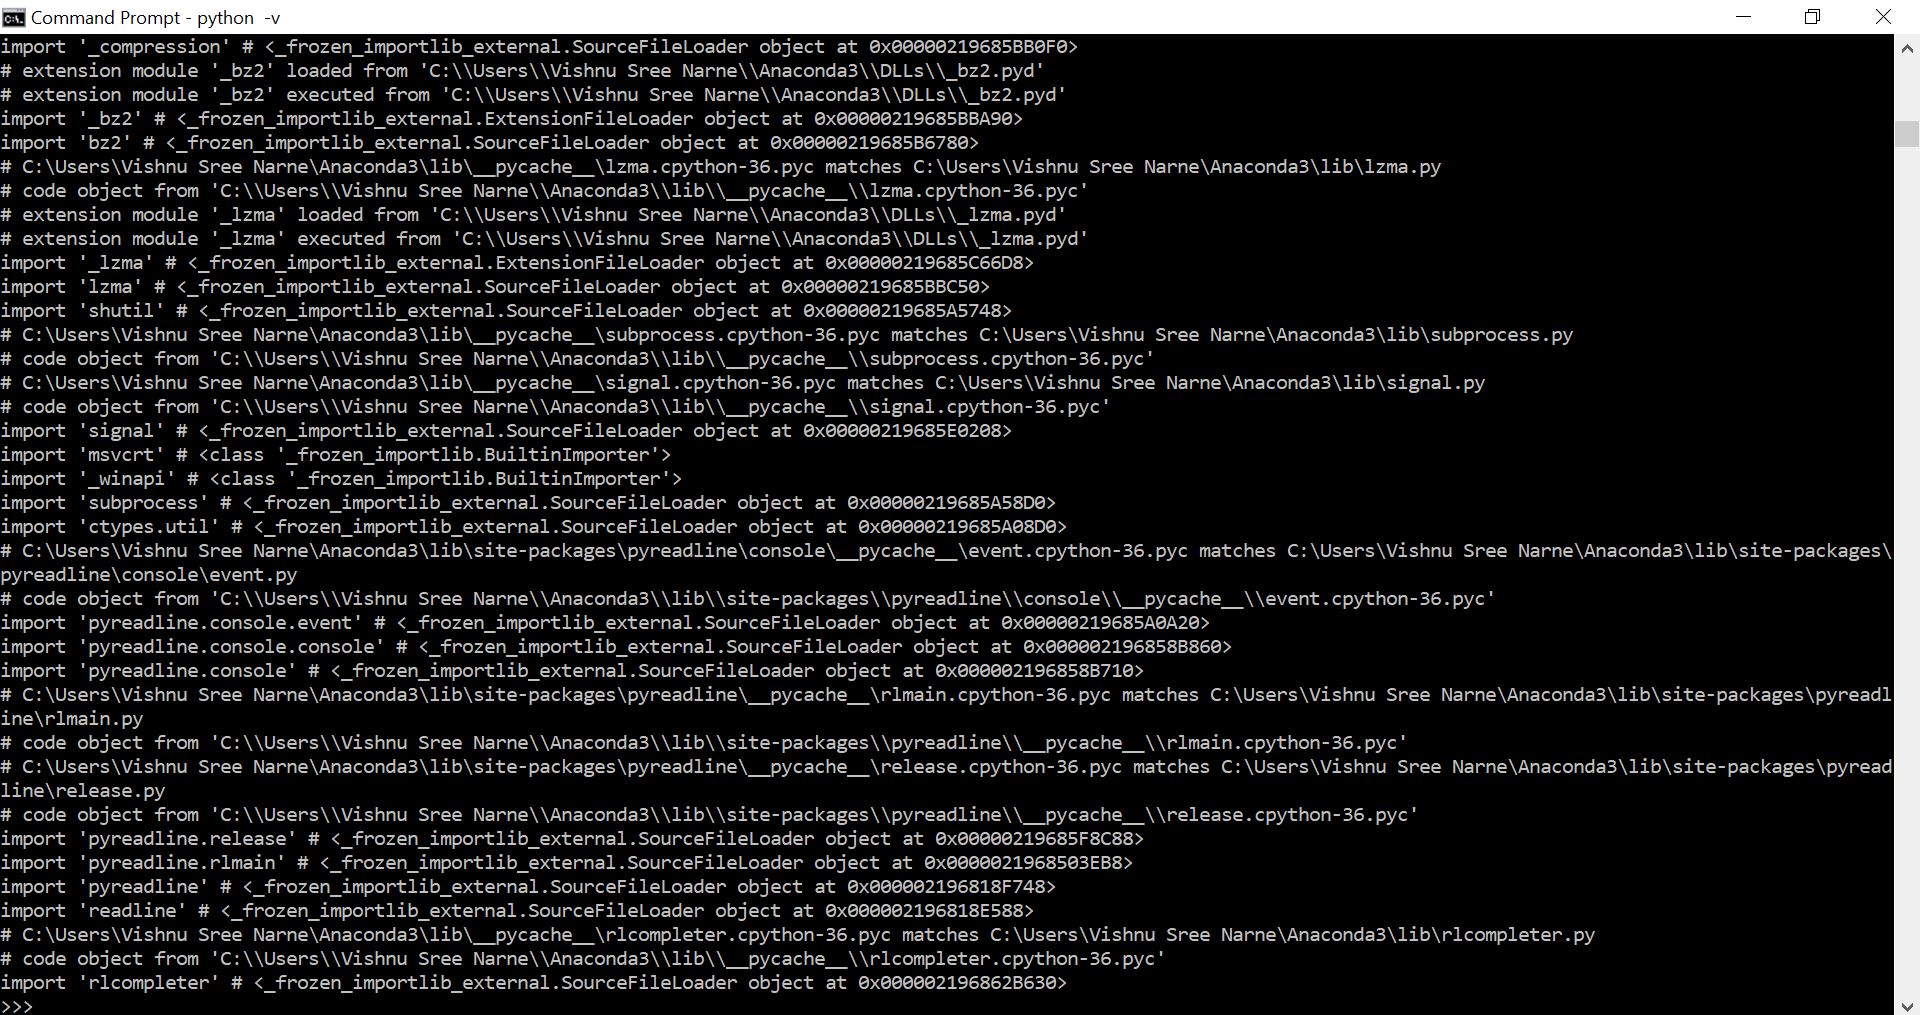 Command Prompt - python  -v
import '_compression' # <_frozen_importlib_external.SourceFileLoader object at 0x00000219685BB0F0>
# extension module '_bz2' loaded from 'C:\\Users\\Vishnu Sree Narne\\Anaconda3\\DLLs\\_bz2.pyd'
# extension module '_bz2' executed from 'C:\\Users\\Vishnu Sree Narne\\Anaconda3\\DLLs\\_bz2.pyd'
import '_bz2' # <_frozen_importlib_external.ExtensionFileLoader object at 0x00000219685BBA90>
import 'bz2' # <_frozen_importlib_external.SourceFileLoader object at 0x00000219685B6780>
# C:\Users\Vishnu Sree Narne\Anaconda3\lib\__pycache__\lzma.cpython-36.pyc matches C:\Users\Vishnu Sree Narne\Anaconda3\lib\lzma.py
# code object from 'C:\\Users\\Vishnu Sree Narne\\Anaconda3\\lib\\__pycache__\\lzma.cpython-36.pyc'
# extension module '_lzma' loaded from 'C:\\Users\\Vishnu Sree Narne\\Anaconda3\\DLLs\\_lzma.pyd'
# extension module '_lzma' executed from 'C:\\Users\\Vishnu Sree Narne\\Anaconda3\\DLLs\\_lzma.pyd'
import '_lzma' # <_frozen_importlib_external.ExtensionFileLoader object at 0x00000219685C66D8>
import 'lzma' # <_frozen_importlib_external.SourceFileLoader object at 0x00000219685BBC50>
import 'shutil' # <_frozen_importlib_external.SourceFileLoader object at 0x00000219685A5748>
# C:\Users\Vishnu Sree Narne\Anaconda3\lib\__pycache__\subprocess.cpython-36.pyc matches C:\Users\Vishnu Sree Narne\Anaconda3\lib\subprocess.py
# code object from 'C:\\Users\\Vishnu Sree Narne\\Anaconda3\\lib\\__pycache__\\subprocess.cpython-36.pyc'
# C:\Users\Vishnu Sree Narne\Anaconda3\lib\__pycache__\signal.cpython-36.pyc matches C:\Users\Vishnu Sree Narne\Anaconda3\lib\signal.py
# code object from 'C:\\Users\\Vishnu Sree Narne\\Anaconda3\\lib\\__pycache__\\signal.cpython-36.pyc'
import 'signal' # <_frozen_importlib_external.SourceFileLoader object at 0x00000219685E0208>
import 'msvcrt' # <class '_frozen_importlib.BuiltinImporter'>
import '_winapi' # <class '_frozen_importlib.BuiltinImporter'>
import 'subprocess' # <_frozen_importlib_external.SourceFileLoader object at 0x00000219685A58D0>
import 'ctypes.util' # <_frozen_importlib_external.SourceFileLoader object at 0x00000219685A08D0>
# C:\Users\Vishnu Sree Narne\Anaconda3\lib\site-packages\pyreadline\console\__pycache__\event.cpython-36.pyc matches C:\Users\Vishnu Sree Narne\Anaconda3\lib\site-packages\
pyreadline\console\event.py
# code object from 'C:\\Users\\Vishnu Sree Narne\\Anaconda3\\lib\\site-packages\\pyreadline\\console\\__pycache__\\event.cpython-36.pyc'
import 'pyreadline.console.event' # <_frozen_importlib_external.SourceFileLoader object at 0x00000219685A0A20>
import 'pyreadline.console.console' # <_frozen_importlib_external.SourceFileLoader object at 0x000002196858B860>
import 'pyreadline.console' # <_frozen_importlib_external.SourceFileLoader object at 0x000002196858B710>
# C:\Users\Vishnu Sree Narne\Anaconda3\lib\site-packages\pyreadline\__pycache__\rlmain.cpython-36.pyc matches C:\Users\Vishnu Sree Narne\Anaconda3\lib\site-packages\pyreadl
ine\rlmain.py
# code object from 'C:\\Users\\Vishnu Sree Narne\\Anaconda3\\lib\\site-packages\\pyreadline\\__pycache__\\rlmain.cpython-36.pyc'
# C:\Users\Vishnu Sree Narne\Anaconda3\lib\site-packages\pyreadline\__pycache__\release.cpython-36.pyc matches C:\Users\Vishnu Sree Narne\Anaconda3\lib\site-packages\pyread
line\release.py
# code object from 'C:\\Users\\Vishnu Sree Narne\\Anaconda3\\lib\\site-packages\\pyreadline\\__pycache__\\release.cpython-36.pyc'
import 'pyreadline.release' # <_frozen_importlib_external.SourceFileLoader object at 0x00000219685F8C88>
import 'pyreadline.rlmain' # <_frozen_importlib_external.SourceFileLoader object at 0x0000021968503EB8>
import 'pyreadline' # <_frozen_importlib_external.SourceFileLoader object at 0x000002196818F748>
import 'readline' # <_frozen_importlib_external.SourceFileLoader object at 0x000002196818E588>
# C:\Users\Vishnu Sree Narne\Anaconda3\lib\__pycache__\rlcompleter.cpython-36.pyc matches C:\Users\Vishnu Sree Narne\Anaconda3\lib\rlcompleter.py
# code object from 'C:\\Users\\Vishnu Sree Narne\\Anaconda3\\lib\\__pycache__\\rlcompleter.cpython-36.pyc'
import 'rlcompleter' # <_frozen_importlib_external.SourceFileLoader object at 0x000002196862B630>
>>>